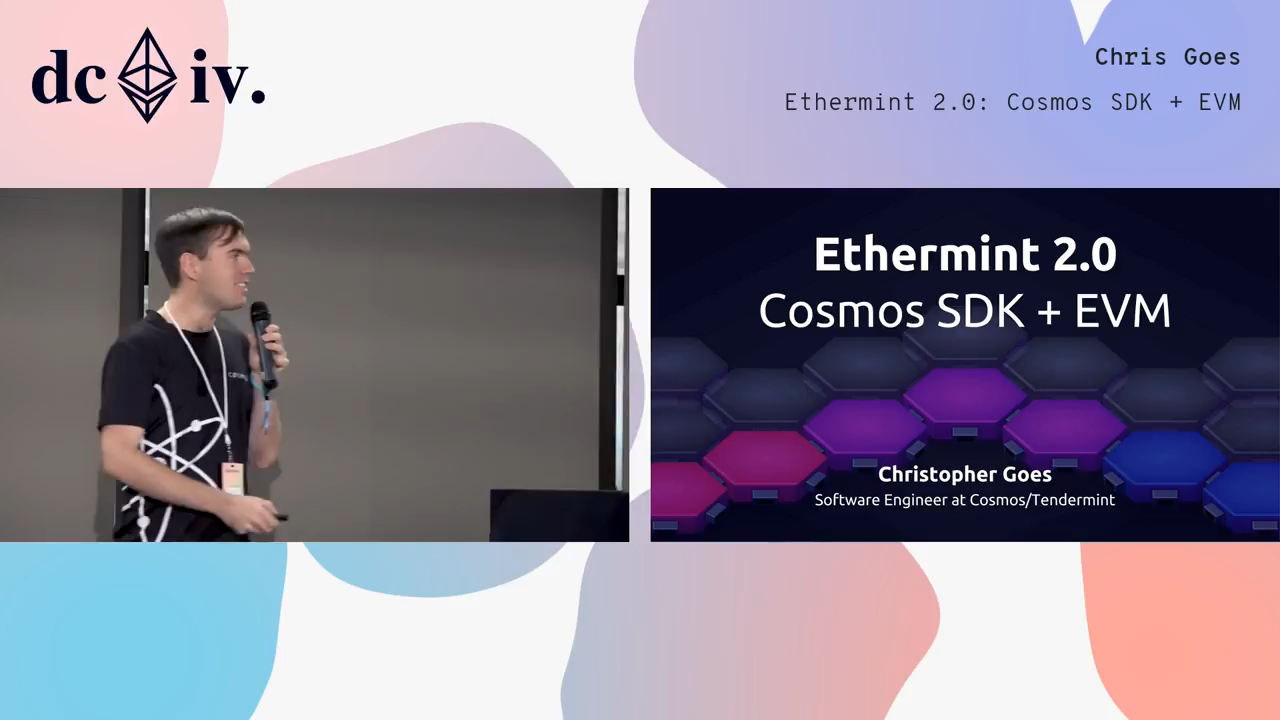 dc iv.
Chris Goes
Ethermint 2.0: Cosmos SDK + EVM
Ethermint 2.0
Cosmos SDK + EVM
Christopher Goes
Software Engineer at Cosmos/Tendermint